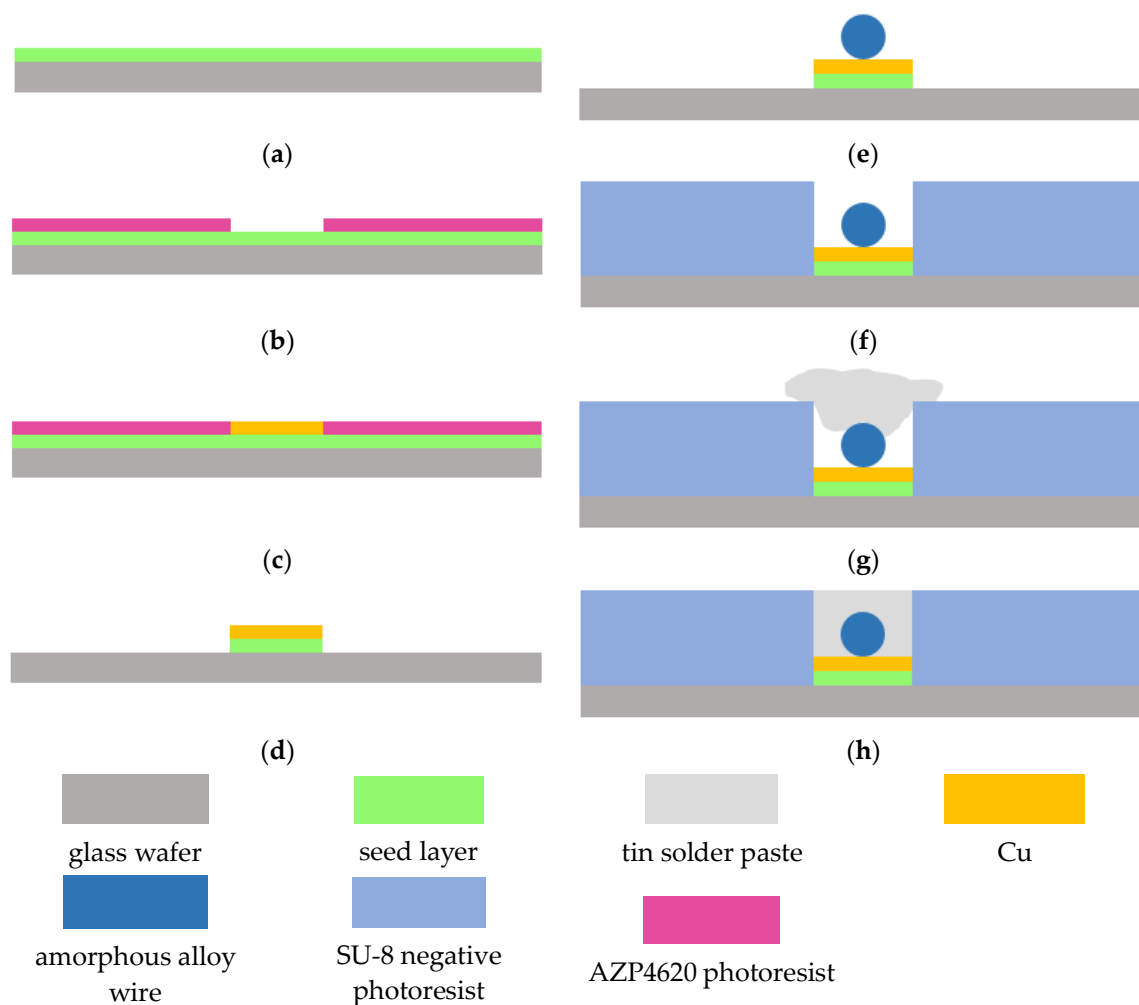 (a)
(e)
(b)
(f)
(c)
(g)
(d)
(h)
glass wafer
seed layer
tin solder paste
Cu
amorphous alloy
wire
SU-8 negative
photoresist
AZP4620 photoresist